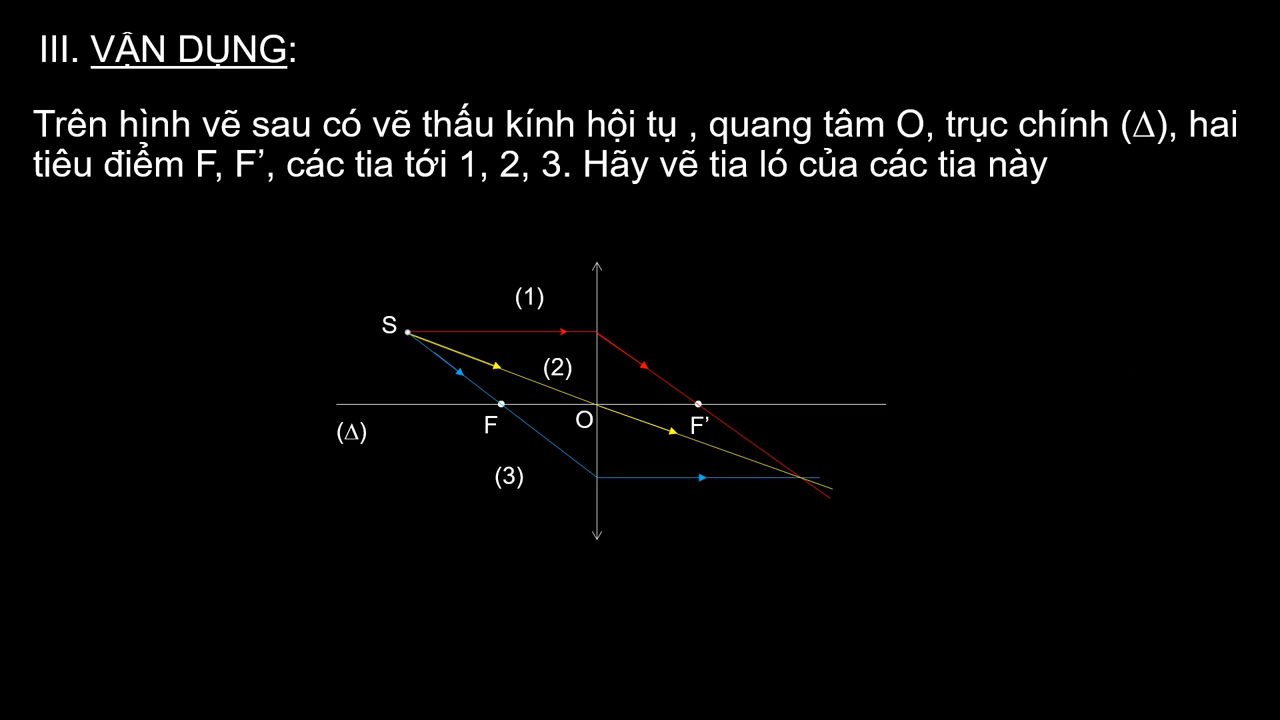 III. VẬN DỤNG:
Trên hình vẽ sau có vẽ thấu kính hội tụ , quang tâm O, trục chính (∆), hai
tiêu điểm F, F’, các tia tới 1, 2, 3. Hãy vẽ tia ló của các tia này
(1)
S
(2)
F
O
F’
(∆)
(3)